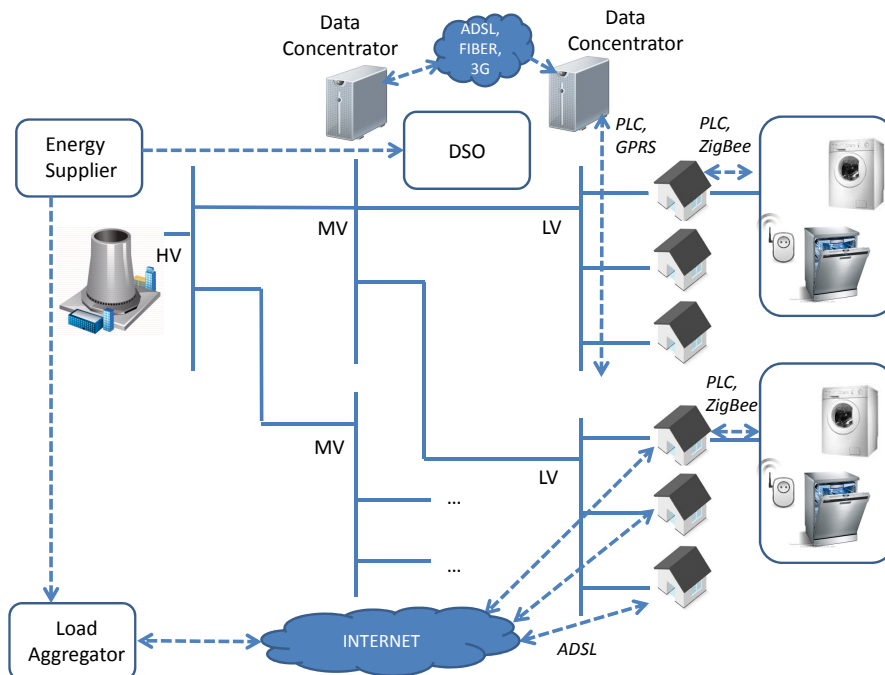 Data
Concentrator
ADSL,
FIBER,
3G
Data
Concentrator
Energy
Supplier
DSO
PLC,
GPRS
PLC,
ZigBee
HV
MV
LV
PLC,
ZigBee
MV
LV
...
...
Load
Aggregator
INTERNET
ADSL